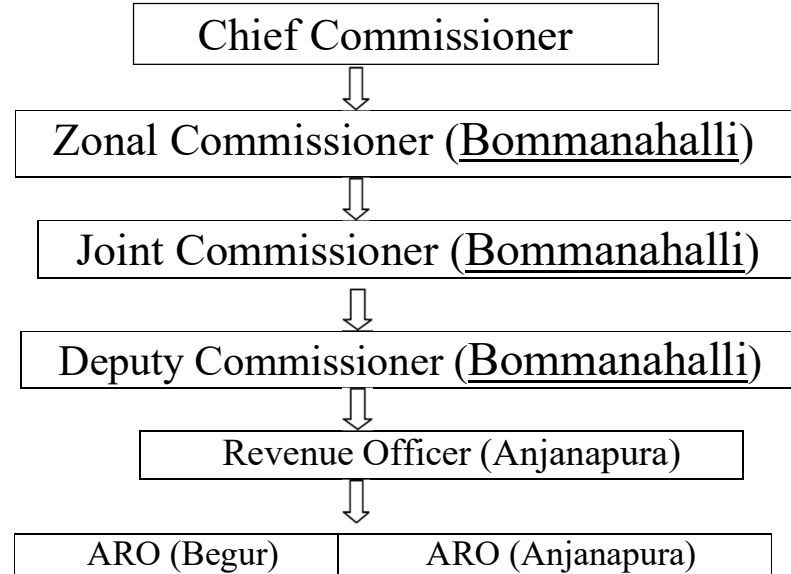 Chief Commissioner
Zonal Commissioner (Bommanahalli)
Joint Commissioner (Bommanahalli)
Deputy Commissioner (Bommanahalli)
Revenue Officer (Anjanapura)
ARO (Begur) ARO (Anjanapura)